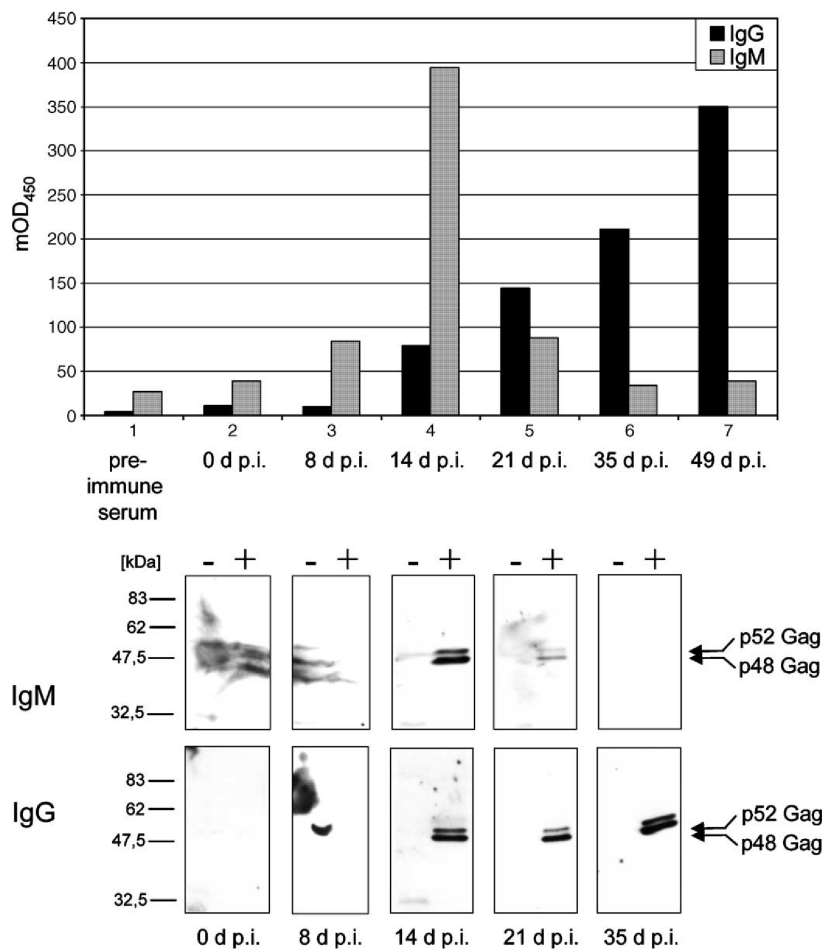 450
400
350
300
250
200
150
100
50
0
mOD450
IgG
IgM
1 2 3 4 5 6 7
pre-immune serum 0 d p.i. 8 d p.i. 14 d p.i. 21 d p.i. 35 d p.i. 49 d p.i.
[kDa] - + - + - + - + - +
83
62
47,5
32,5
IgM
p52 Gag
p48 Gag
83
62
47,5
32,5
IgG
p52 Gag
p48 Gag
0 d p.i. 8 d p.i. 14 d p.i. 21 d p.i. 35 d p.i.